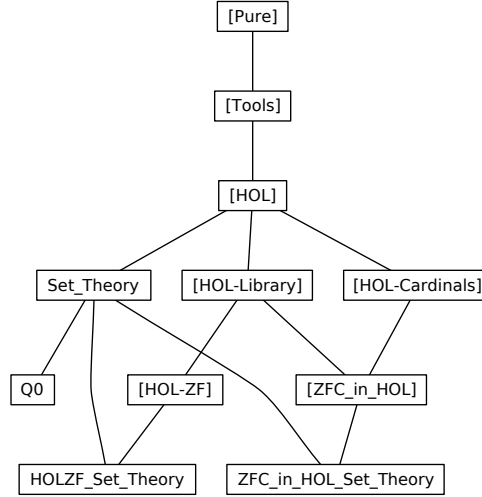 [Pure]
[Tools]
[HOL]
Set_Theory
[HOL-Library]
[HOL-Cardinals]
Q0
[HOL-ZF]
[ZFC_in_HOL]
HOLZF_Set_Theory
ZFC_in_HOL_Set_Theory